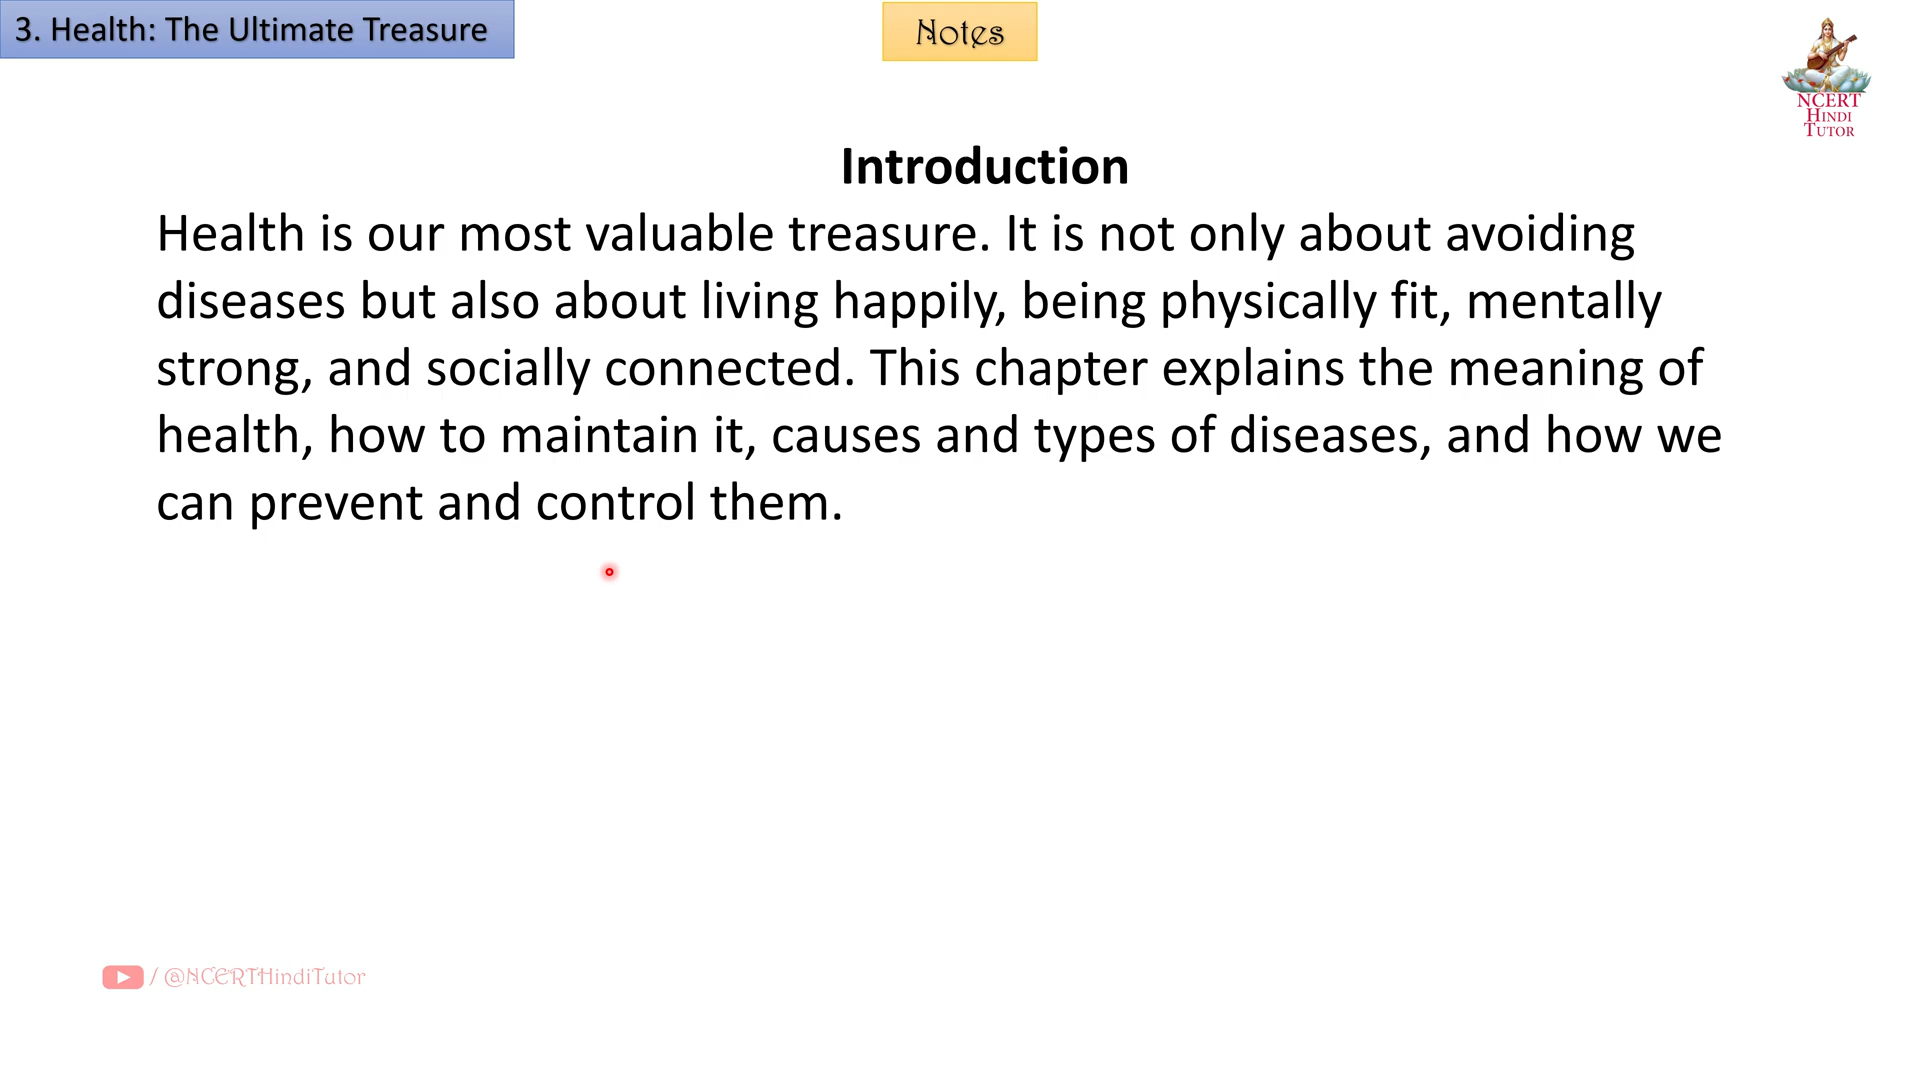 3. Health: The Ultimate Treasure
Notes
NCERT
HINDI
TUTOR
Introduction
Health is our most valuable treasure. It is not only about avoiding
diseases but also about living happily, being physically fit, mentally
strong, and socially connected. This chapter explains the meaning of
health, how to maintain it, causes and types of diseases, and how we
can prevent and control them.
/ @NCERTHindiTutor